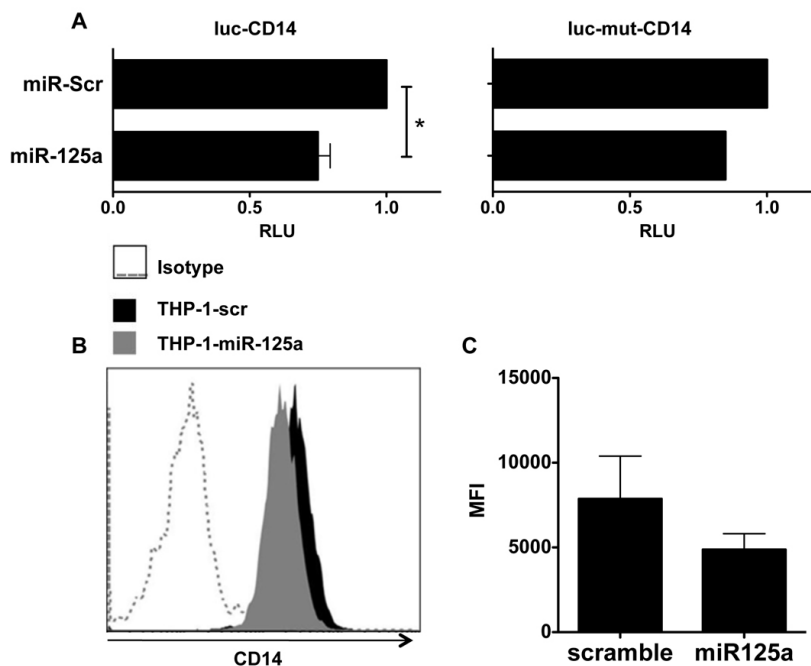 A
luc-CD14
luc-mut-CD14
miR-Scr
miR-125a
*
0.0
0.5
1.0
RLU
0.0
0.5
1.0
RLU
Isotype
THP-1-scr
THP-1-miR-125a
B
CD14
C
15000
10000
5000
0
MFI
scramble
miR125a